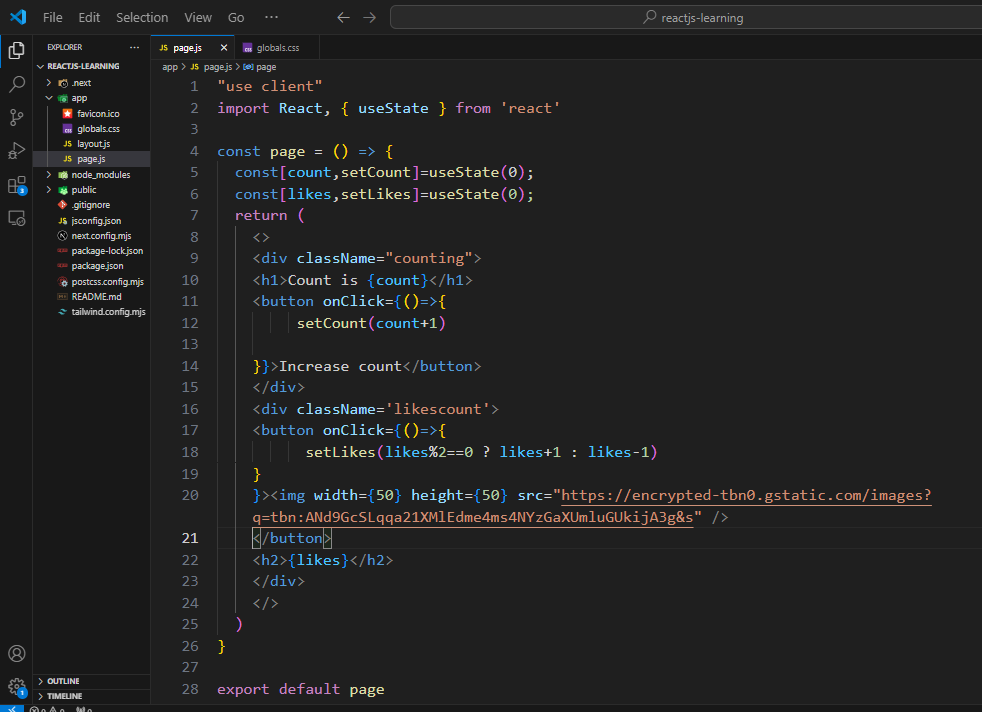 File Edit Selection View Go ··· ← → reactjs-learning
EXPLORER ···
REACTJS-LEARNING
.next
app
favicon.ico
globals.css
JS layout.js
JS page.js
node_modules
public
.gitignore
JS jsconfig.json
next.config.mjs
package-lock.json
package.json
postcss.config.mjs
README.md
tailwind.config.mjs
OUTLINE
TIMELINE
3
1
JS page.js × globals.css
app > JS page.js > page
1 "use client"
2 import React, { useState } from 'react'
3
4 const page = () => {
5 const[count,setCount]=useState(0);
6 const[likes,setLikes]=useState(0);
7 return (
8 <>
9 <div className="counting">
10 <h1>Count is {count}</h1>
11 <button onClick={()=>{
12 setCount(count+1)
13
14 }}>Increase count</button>
15 </div>
16 <div className='likescount'>
17 <button onClick={()=>{
18 setLikes(likes%2==0 ? likes+1 : likes-1)
19 }
20 }><img width={50} height={50} src="https://encrypted-tbn0.gstatic.com/images?
q=tbn:ANd9GcSLqqa21XMlEdme4ms4NYzGaXUmluGUkijA3g&s" />
21 </button>
22 <h2>{likes}</h2>
23 </div>
24 </>
25 )
26 }
27
28 export default page